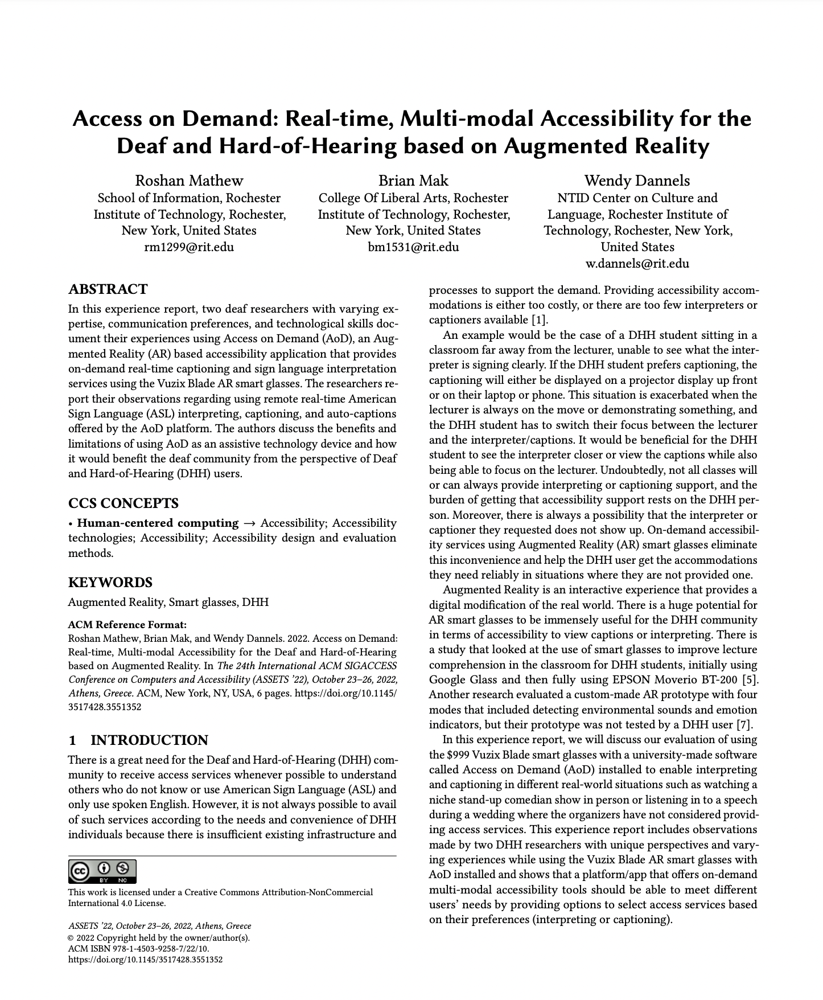 Access on Demand: Real-time, Multi-modal Accessibility for the
Deaf and Hard-of-Hearing based on Augmented Reality
Roshan Mathew
School of Information, Rochester
Institute of Technology, Rochester,
New York, United States
rm1299@rit.edu
Brian Mak
College Of Liberal Arts, Rochester
Institute of Technology, Rochester,
New York, United States
bm1531@rit.edu
Wendy Dannels
NTID Center on Culture and
Language, Rochester Institute of
Technology, Rochester, New York,
United States
w.dannels@rit.edu
ABSTRACT
In this experience report, two deaf researchers with varying ex-
pertise, communication preferences, and technological skills doc-
ument their experiences using Access on Demand (AoD), an Aug-
mented Reality (AR) based accessibility application that provides
on-demand real-time captioning and sign language interpretation
services using the Vuzix Blade AR smart glasses. The researchers re-
port their observations regarding using remote real-time American
Sign Language (ASL) interpreting, captioning, and auto-captions
offered by the AoD platform. The authors discuss the benefits and
limitations of using AoD as an assistive technology device and how
it would benefit the deaf community from the perspective of Deaf
and Hard-of-Hearing (DHH) users.
CCS CONCEPTS
• Human-centered computing → Accessibility; Accessibility
technologies; Accessibility; Accessibility design and evaluation
methods.
KEYWORDS
Augmented Reality, Smart glasses, DHH
ACM Reference Format:
Roshan Mathew, Brian Mak, and Wendy Dannels. 2022. Access on Demand:
Real-time, Multi-modal Accessibility for the Deaf and Hard-of-Hearing
based on Augmented Reality. In The 24th International ACM SIGACCESS
Conference on Computers and Accessibility (ASSETS ’22), October 23–26, 2022,
Athens, Greece. ACM, New York, NY, USA, 6 pages. https://doi.org/10.1145/
3517428.3551352
1 INTRODUCTION
There is a great need for the Deaf and Hard-of-Hearing (DHH) com-
munity to receive access services whenever possible to understand
others who do not know or use American Sign Language (ASL) and
only use spoken English. However, it is not always possible to avail
of such services according to the needs and convenience of DHH
individuals because there is insufficient existing infrastructure and
cc BY NC
This work is licensed under a Creative Commons Attribution-NonCommercial
International 4.0 License.
ASSETS ’22, October 23–26, 2022, Athens, Greece
© 2022 Copyright held by the owner/author(s).
ACM ISBN 978-1-4503-9258-7/22/10.
https://doi.org/10.1145/3517428.3551352
processes to support the demand. Providing accessibility accom-
modations is either too costly, or there are too few interpreters or
captioners available [1].
An example would be the case of a DHH student sitting in a
classroom far away from the lecturer, unable to see what the inter-
preter is signing clearly. If the DHH student prefers captioning, the
captioning will either be displayed on a projector display up front
or on their laptop or phone. This situation is exacerbated when the
lecturer is always on the move or demonstrating something, and
the DHH student has to switch their focus between the lecturer
and the interpreter/captions. It would be beneficial for the DHH
student to see the interpreter closer or view the captions while also
being able to focus on the lecturer. Undoubtedly, not all classes will
or can always provide interpreting or captioning support, and the
burden of getting that accessibility support rests on the DHH per-
son. Moreover, there is always a possibility that the interpreter or
captioner they requested does not show up. On-demand accessibil-
ity services using Augmented Reality (AR) smart glasses eliminate
this inconvenience and help the DHH user get the accommodations
they need reliably in situations where they are not provided one.
Augmented Reality is an interactive experience that provides a
digital modification of the real world. There is a huge potential for
AR smart glasses to be immensely useful for the DHH community
in terms of accessibility to view captions or interpreting. There is
a study that looked at the use of smart glasses to improve lecture
comprehension in the classroom for DHH students, initially using
Google Glass and then fully using EPSON Moverio BT-200 [5].
Another research evaluated a custom-made AR prototype with four
modes that included detecting environmental sounds and emotion
indicators, but their prototype was not tested by a DHH user [7].
In this experience report, we will discuss our evaluation of using
the $999 Vuzix Blade smart glasses with a university-made software
called Access on Demand (AoD) installed to enable interpreting
and captioning in different real-world situations such as watching a
niche stand-up comedian show in person or listening in to a speech
during a wedding where the organizers have not considered provid-
ing access services. This experience report includes observations
made by two DHH researchers with unique perspectives and vary-
ing experiences while using the Vuzix Blade AR smart glasses with
AoD installed and shows that a platform/app that offers on-demand
multi-modal accessibility tools should be able to meet different
users’ needs by providing options to select access services based
on their preferences (interpreting or captioning).